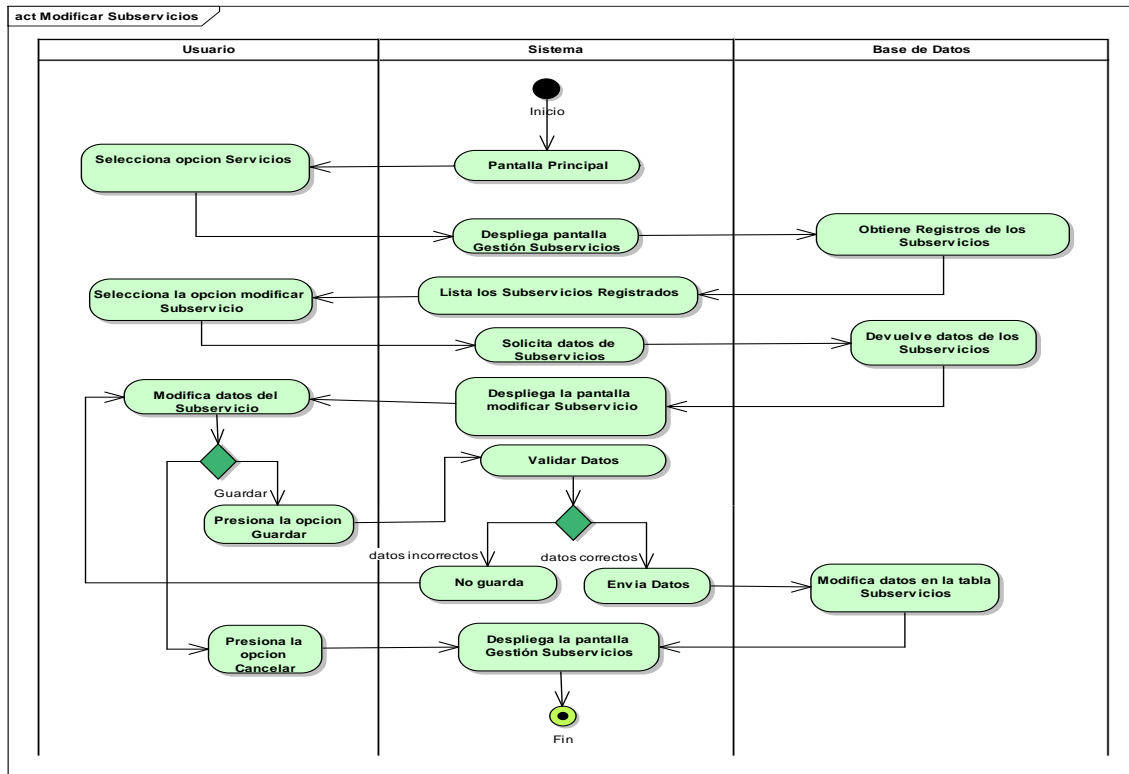 act Modificar Subservicios
Usuario
Sistema
Base de Datos
Inicio
Selecciona opcion Servicios
Pantalla Principal
Despliega pantalla
Gestión Subservicios
Obtiene Registros de los
Subservicios
Selecciona la opcion modificar
Subservicio
Lista los Subservicios Registrados
Solicita datos de
Subservicios
Devuelve datos de los
Subservicios
Modifica datos del
Subservicio
Despliega la pantalla
modificar Subservicio
Validar Datos
Guardar
Presiona la opcion
Guardar
datos incorrectos
datos correctos
No guarda
Envia Datos
Modifica datos en la tabla
Subservicios
Presiona la
opcion
Cancelar
Despliega la pantalla
Gestión Subservicios
Fin